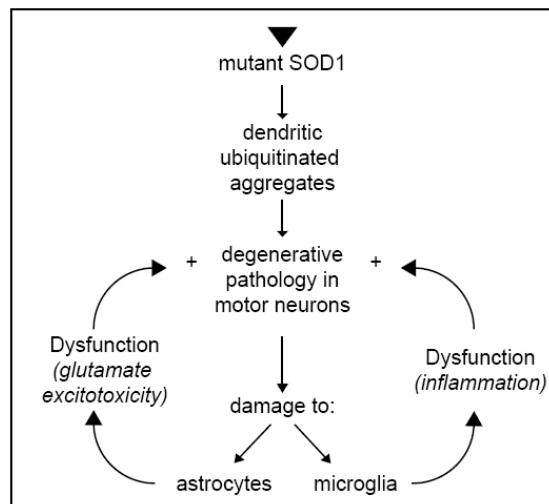 mutant SOD1
dendritic
ubiquitinated
aggregates
+ degenerative +
pathology in
motor neurons
Dysfunction
(glutamate
excitotoxicity)
Dysfunction
(inflammation)
damage to:
astrocytes microglia